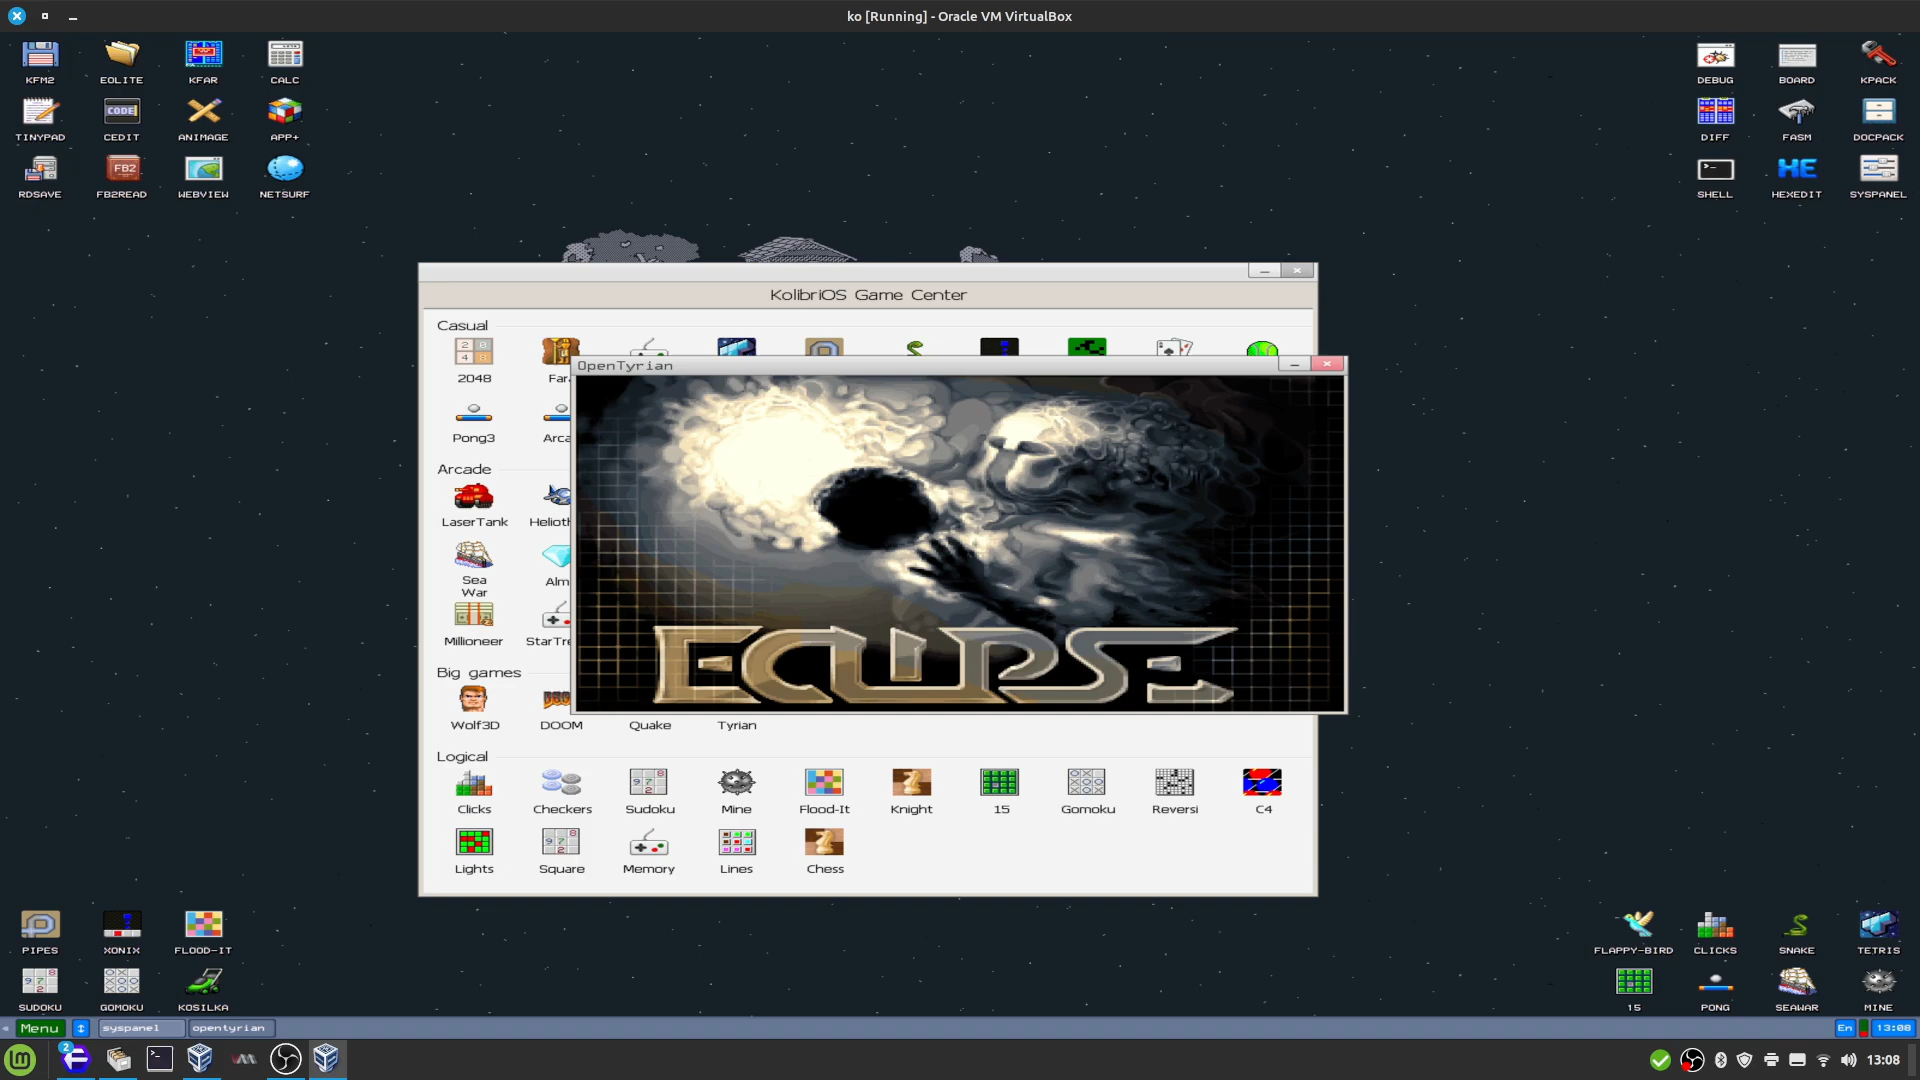 ko [Running] - Oracle VM VirtualBox
KFM2 EOLITE KFAR CALC
TINYPAD CEDIT ANIMAGE APP+
RDSAVE FB2READ WEBVIEW NETSURF
DEBUG BOARD KPACK
DIFF FASM DOCPACK
SHELL HEXEDIT SYSPANEL
CODE
FB2
HE
KolibriOS Game Center
Casual
2048
Pong3
Arcade
LaserTank
Sea
War
Millioneer
Big games
Wolf3D DOOM Quake Tyrian
Logical
Clicks Checkers Sudoku Mine Flood-It Knight 15 Gomoku Reversi C4
Lights Square Memory Lines Chess
OpenTyrian
ECLIPSE
PIPES XONIX FLOOD-IT
SUDOKU GOMOKU KOSILKA
FLAPPY-BIRD CLICKS SNAKE TETRIS
15 PONG SEAWAR MINE
Menu syspanel opentyrian En 13:08
2
13:08